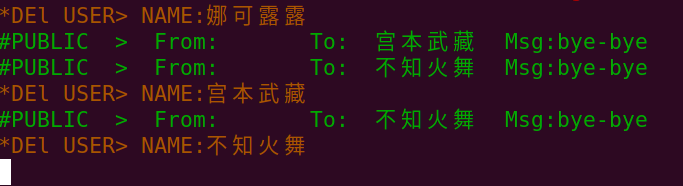 *DEl USER> NAME:娜可露露
#PUBLIC  >  From:       To:  宫本武藏  Msg:bye-bye
#PUBLIC  >  From:       To:  不知火舞  Msg:bye-bye
*DEl USER> NAME:宫本武藏
#PUBLIC  >  From:       To:  不知火舞  Msg:bye-bye
*DEl USER> NAME:不知火舞